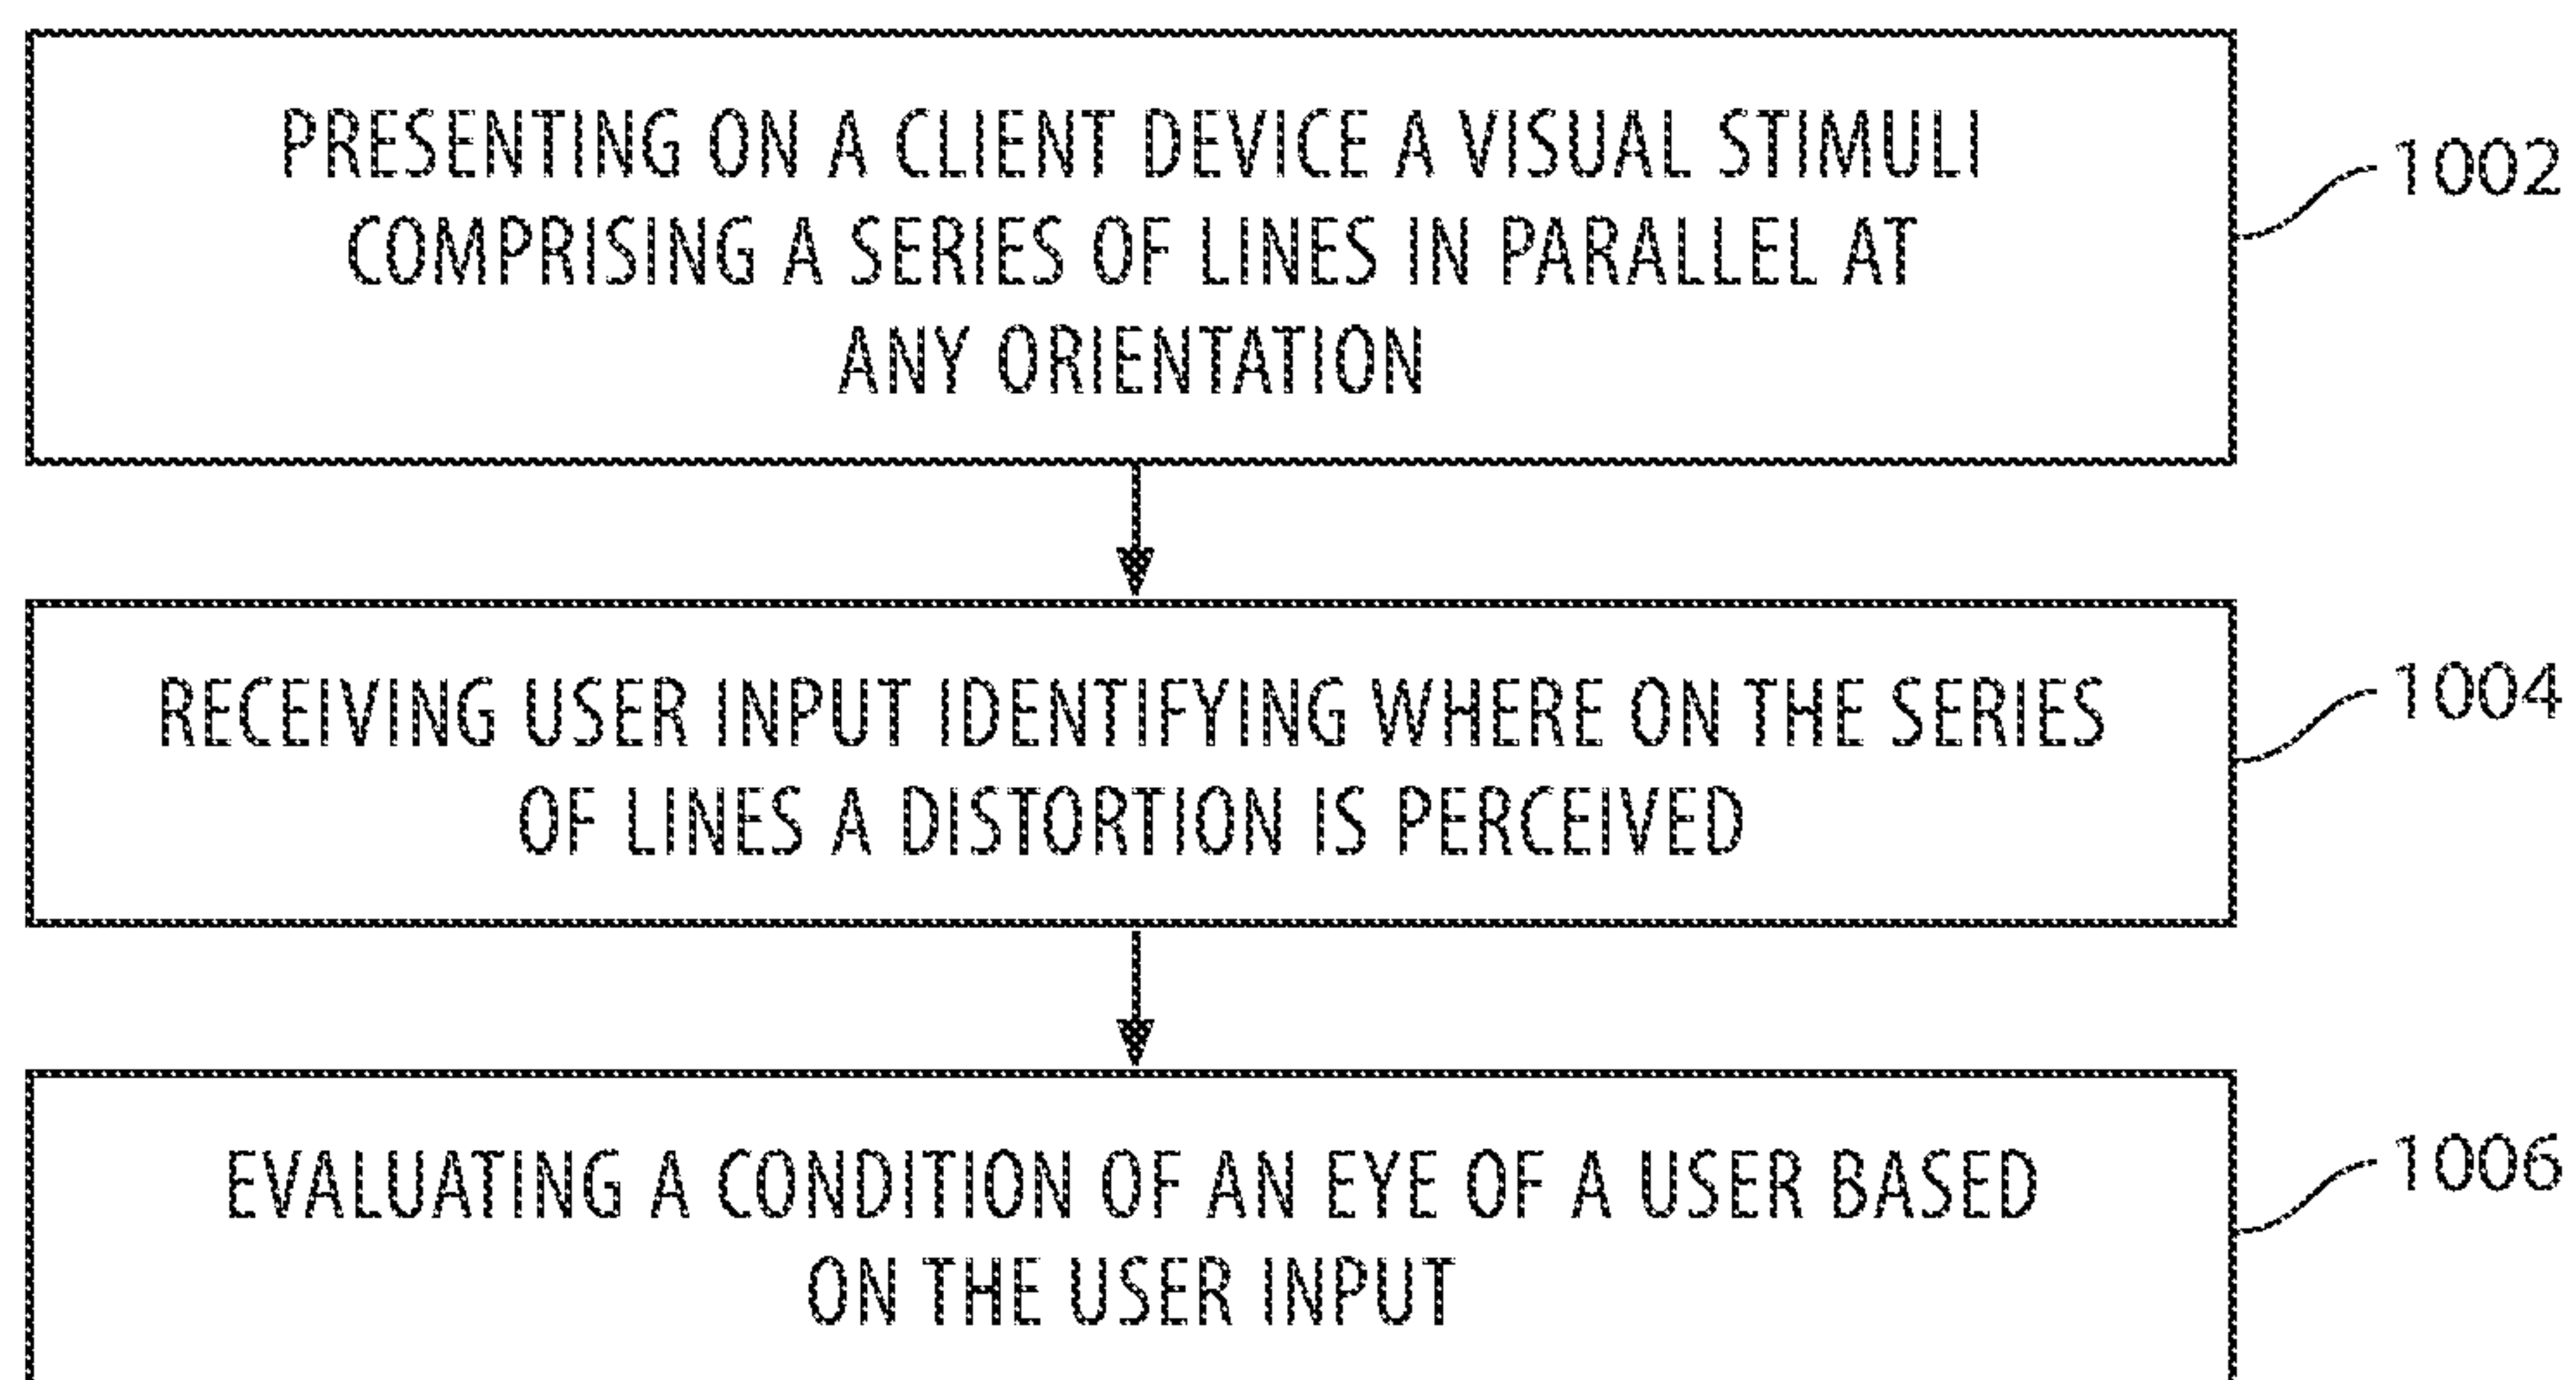 PRESENTING ON A CLIENT DEVICE A VISUAL STIMULI
COMPRISING A SERIES OF LINES IN PARALLEL AT
ANY ORIENTATION
1002
RECEIVING USER INPUT IDENTIFYING WHERE ON THE SERIES
OF LINES A DISTORTION IS PERCEIVED
1004
EVALUATING A CONDITION OF AN EYE OF A USER BASED
ON THE USER INPUT
1006